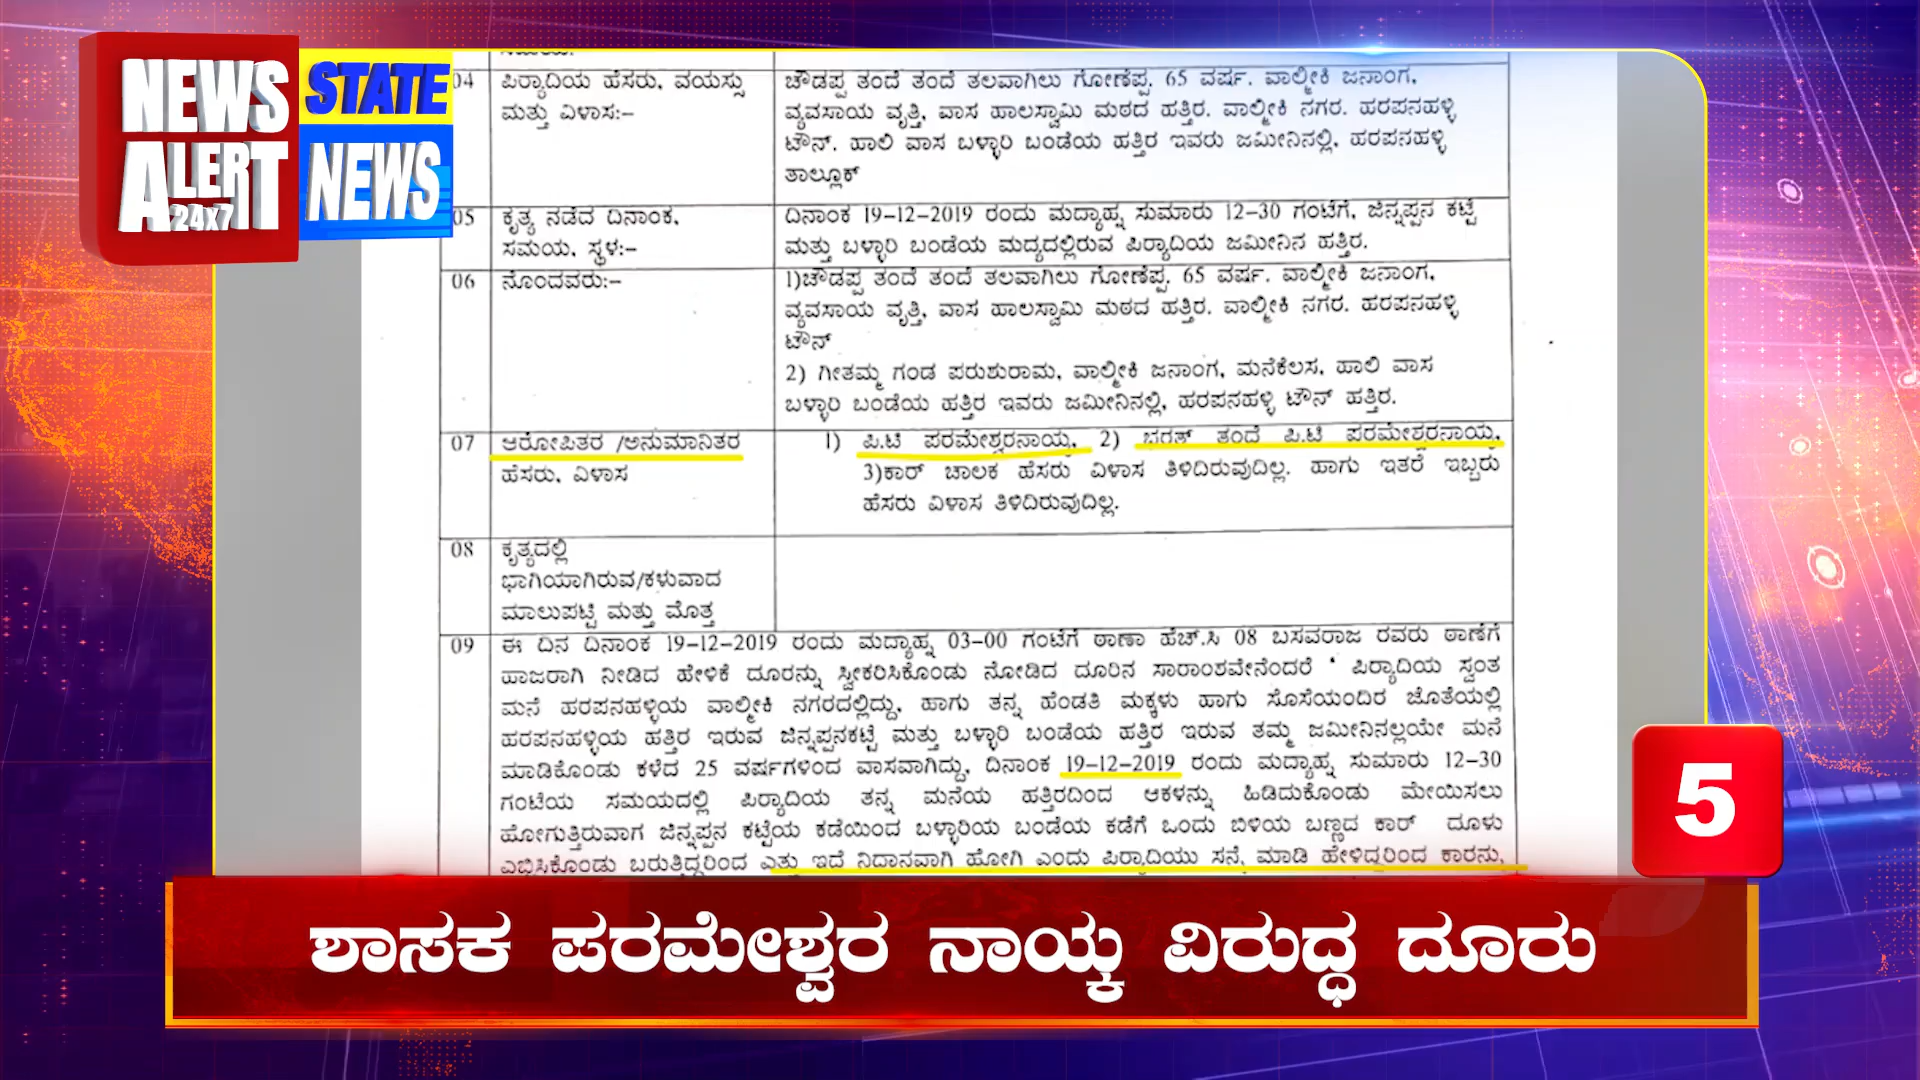 NEWS
ALERT
24x7
STATE
NEWS
04 ಪಿರ‍್ಯಾದಿಯ ಹೆಸರು, ವಯಸ್ಸು
ಮತ್ತು ವಿಳಾಸ:–
ಚೌಡಪ್ಪ ತಂದೆ ತಂದೆ ತಲವಾಗಿಲು ಗೋಣೆಪ್ಪ, 65 ವರ್ಷ. ವಾಲ್ಮೀಕಿ ಜನಾಂಗ,
ವ್ಯವಸಾಯ ವೃತ್ತಿ, ವಾಸ ಹಾಲಸ್ವಾಮಿ ಮಠದ ಹತ್ತಿರ. ವಾಲ್ಮೀಕಿ ನಗರ. ಹರಪನಹಳ್ಳಿ
ಟೌನ್. ಹಾಲಿ ವಾಸ ಬಳ್ಳಾರಿ ಬಂಡೆಯ ಹತ್ತಿರ ಇವರು ಜಮೀನಿನಲ್ಲಿ, ಹರಪನಹಳ್ಳಿ
ತಾಲ್ಲೂಕ್
05 ಕೃತ್ಯ ನಡೆದ ದಿನಾಂಕ,
ಸಮಯ, ಸ್ಥಳ:–
ದಿನಾಂಕ 19–12–2019 ರಂದು ಮದ್ಯಾಹ್ನ ಸುಮಾರು 12–30 ಗಂಟೆಗೆ, ಜಿನ್ನಪ್ಪನ ಕಟ್ಟೆ
ಮತ್ತು ಬಳ್ಳಾರಿ ಬಂಡೆಯ ಮದ್ಯದಲ್ಲಿರುವ ಪಿರ‍್ಯಾದಿಯ ಜಮೀನಿನ ಹತ್ತಿರ.
06 ನೊಂದವರು:–
1)ಚೌಡಪ್ಪ ತಂದೆ ತಂದೆ ತಲವಾಗಿಲು ಗೋಣೆಪ್ಪ, 65 ವರ್ಷ. ವಾಲ್ಮೀಕಿ ಜನಾಂಗ,
ವ್ಯವಸಾಯ ವೃತ್ತಿ, ವಾಸ ಹಾಲಸ್ವಾಮಿ ಮಠದ ಹತ್ತಿರ. ವಾಲ್ಮೀಕಿ ನಗರ. ಹರಪನಹಳ್ಳಿ
ಟೌನ್
2) ಗೀತಮ್ಮ ಗಂಡ ಪರುಶುರಾಮ, ವಾಲ್ಮೀಕಿ ಜನಾಂಗ, ಮನೆಕೆಲಸ, ಹಾಲಿ ವಾಸ
ಬಳ್ಳಾರಿ ಬಂಡೆಯ ಹತ್ತಿರ ಇವರು ಜಮೀನಿನಲ್ಲಿ, ಹರಪನಹಳ್ಳಿ ಟೌನ್ ಹತ್ತಿರ.
07 ಆರೋಪಿತರ /ಅನುಮಾನಿತರ
ಹೆಸರು, ವಿಳಾಸ
1) ಪಿ.ಟಿ ಪರಮೇಶ್ವರನಾಯ್ಕ, 2) ಭರತ್ ತಂದೆ ಪಿ.ಟಿ ಪರಮೇಶ್ವರನಾಯ್ಕ,
3)ಕಾರ್ ಚಾಲಕ ಹೆಸರು ವಿಳಾಸ ತಿಳಿದಿರುವುದಿಲ್ಲ. ಹಾಗು ಇತರೆ ಇಬ್ಬರು
ಹೆಸರು ವಿಳಾಸ ತಿಳಿದಿರುವುದಿಲ್ಲ.
08 ಕೃತ್ಯದಲ್ಲಿ
ಭಾಗಿಯಾಗಿರುವ/ಕಳುವಾದ
ಮಾಲುಪಟ್ಟಿ ಮತ್ತು ಮೊತ್ತ
09 ಈ ದಿನ ದಿನಾಂಕ 19–12–2019 ರಂದು ಮದ್ಯಾಹ್ನ 03–00 ಗಂಟೆಗೆ ಠಾಣಾ ಹೆಚ್.ಸಿ 08 ಬಸವರಾಜ ರವರು ಠಾಣೆಗೆ
ಹಾಜರಾಗಿ ನೀಡಿದ ಹೇಳಿಕೆ ದೂರನ್ನು ಸ್ವೀಕರಿಸಿಕೊಂಡು ನೋಡಿದ ದೂರಿನ ಸಾರಾಂಶವೇನೆಂದರೆ ' ಪಿರ‍್ಯಾದಿಯ ಸ್ವಂತ
ಮನೆ ಹರಪನಹಳ್ಳಿಯ ವಾಲ್ಮೀಕಿ ನಗರದಲ್ಲಿದ್ದು, ಹಾಗು ತನ್ನ ಹೆಂಡತಿ ಮಕ್ಕಳು ಹಾಗು ಸೊಸೆಯಂದಿರ ಜೊತೆಯಲ್ಲಿ
ಹರಪನಹಳ್ಳಿಯ ಹತ್ತಿರ ಇರುವ ಜಿನ್ನಪ್ಪನಕಟ್ಟೆ ಮತ್ತು ಬಳ್ಳಾರಿ ಬಂಡೆಯ ಹತ್ತಿರ ಇರುವ ತಮ್ಮ ಜಮೀನಿನಲ್ಲಯೇ ಮನೆ
ಮಾಡಿಕೊಂಡು ಕಳೆದ 25 ವರ್ಷಗಳಿಂದ ವಾಸವಾಗಿದ್ದು, ದಿನಾಂಕ 19–12–2019 ರಂದು ಮದ್ಯಾಹ್ನ ಸುಮಾರು 12–30
ಗಂಟೆಯ ಸಮಯದಲ್ಲಿ ಪಿರ‍್ಯಾದಿಯ ತನ್ನ ಮನೆಯ ಹತ್ತಿರದಿಂದ ಆಕಳನ್ನು ಹಿಡಿದುಕೊಂಡು ಮೇಯಿಸಲು
ಹೋಗುತ್ತಿರುವಾಗ ಜಿನ್ನಪ್ಪನ ಕಟ್ಟೆಯ ಕಡೆಯಿಂದ ಬಳ್ಳಾರಿಯ ಬಂಡೆಯ ಕಡೆಗೆ ಒಂದು ಬಿಳಿಯ ಬಣ್ಣದ ಕಾರ್ ದೂಳು
ಎಬ್ಬಿಸಿಕೊಂಡು ಬರುತ್ತಿದ್ದರಿಂದ ಎತ್ತು ಇದೆ ನಿದಾನವಾಗಿ ಹೋಗಿ ಎಂದು ಪಿರ‍್ಯಾದಿಯು ಸನ್ನೆ ಮಾಡಿ ಹೇಳಿದ್ದರಿಂದ ಕಾರನ್ನು,
5
ಶಾಸಕ ಪರಮೇಶ್ವರ ನಾಯ್ಕ ವಿರುದ್ಧ ದೂರು